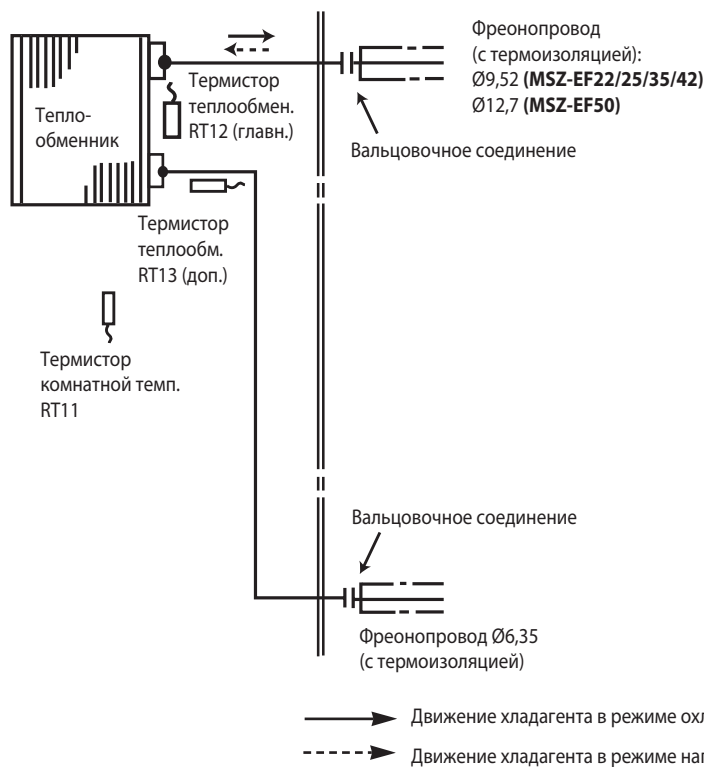 Фреонопровод
(с термоизоляцией):
Ø9,52 (MSZ-EF22/25/35/42)
Ø12,7 (MSZ-EF50)
Вальцовочное соединение
Тепло-
обменник
Термистор
теплообмен.
RT12 (главн.)
Термистор
теплообм.
RT13 (доп.)
Термистор
комнатной темп.
RT11
Вальцовочное соединение
Фреонопровод Ø6,35
(с термоизоляцией)
Движение хладагента в режиме
Движение хладагента в режиме